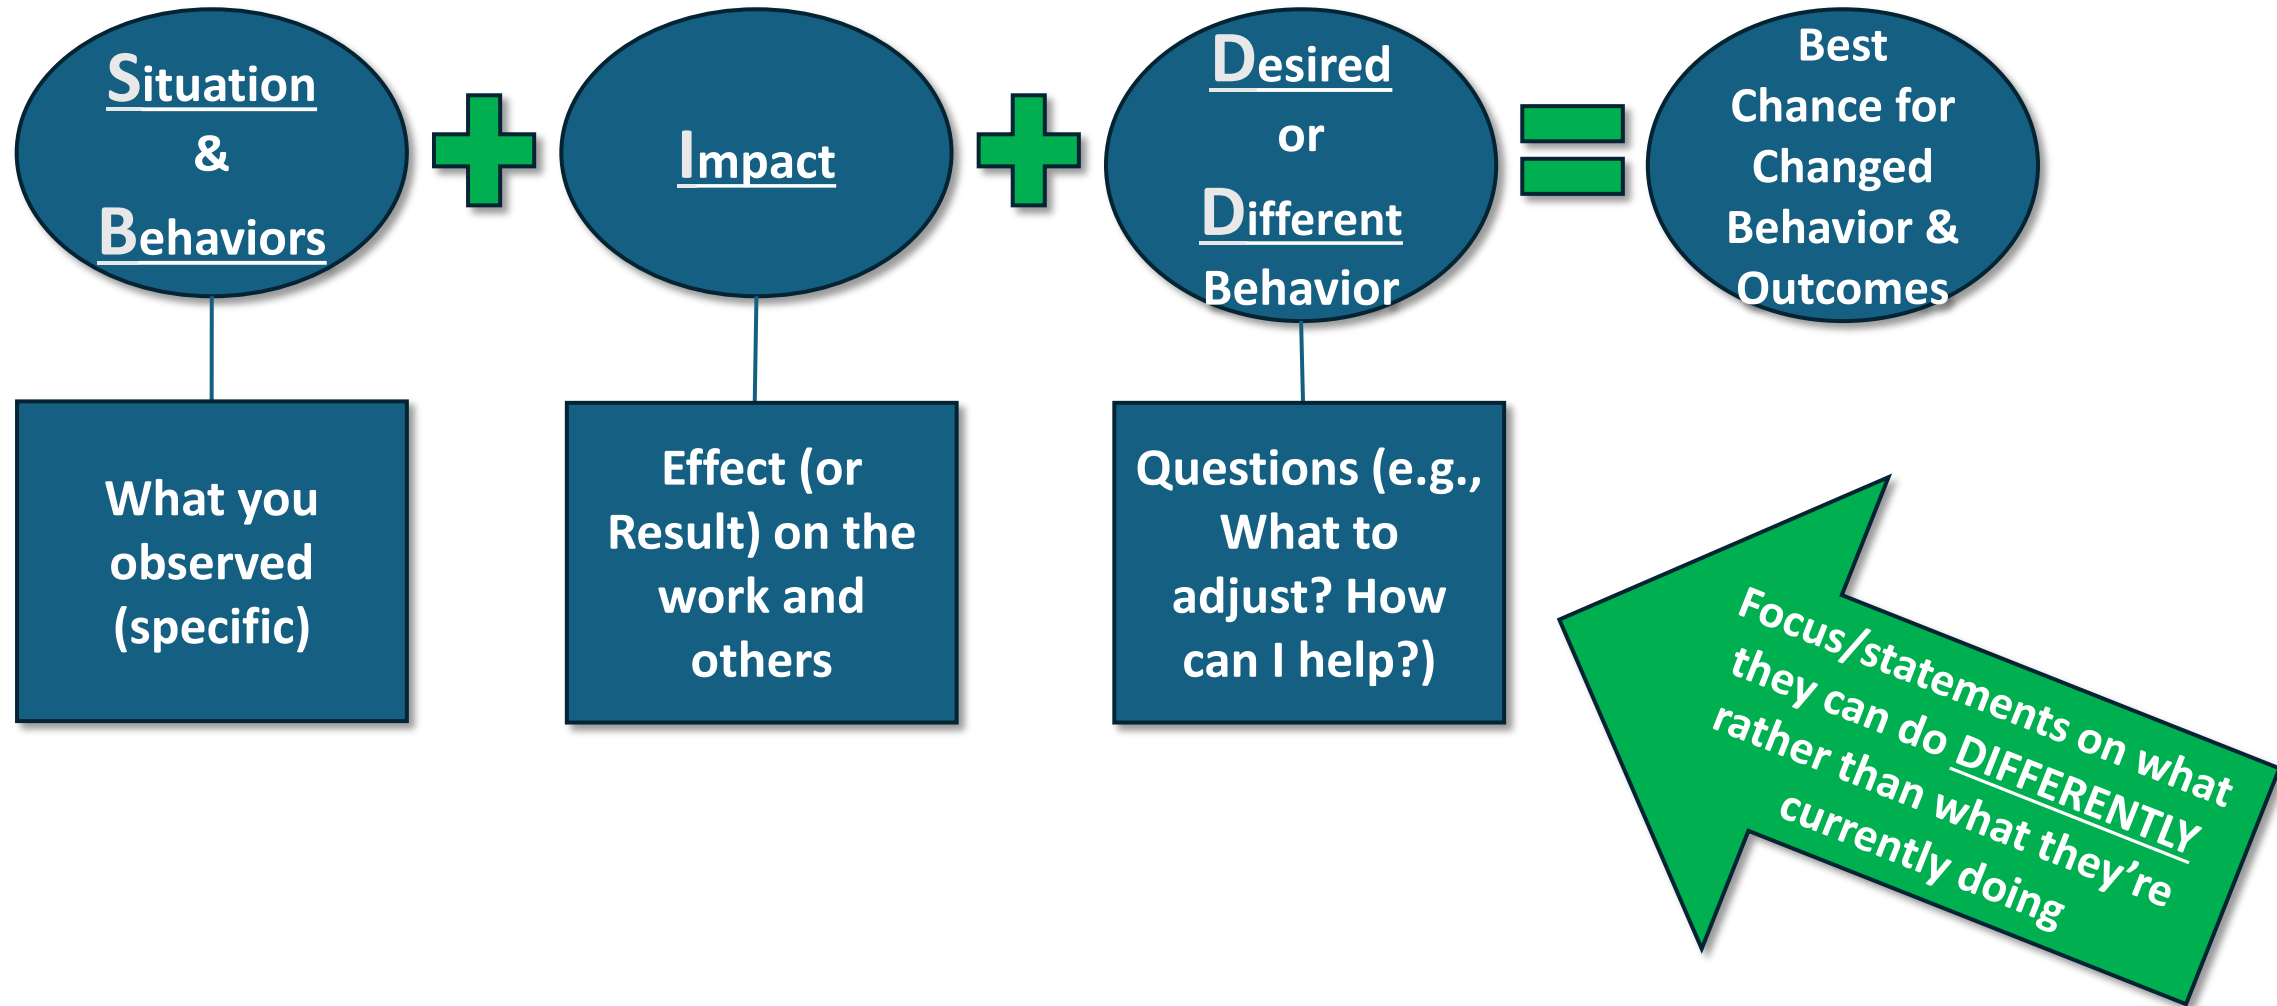 Situation
&
Behaviors
Impact
Desired
or
Different
Behavior
Best
Chance for
Changed
Behavior &
Outcomes
What you
observed
(specific)
Effect (or
Result) on the
work and
others
Questions (e.g.,
What to
adjust? How
can I help?)
Focus/statements on what
they can do DIFFERENTLY
rather than what they’re
currently doing